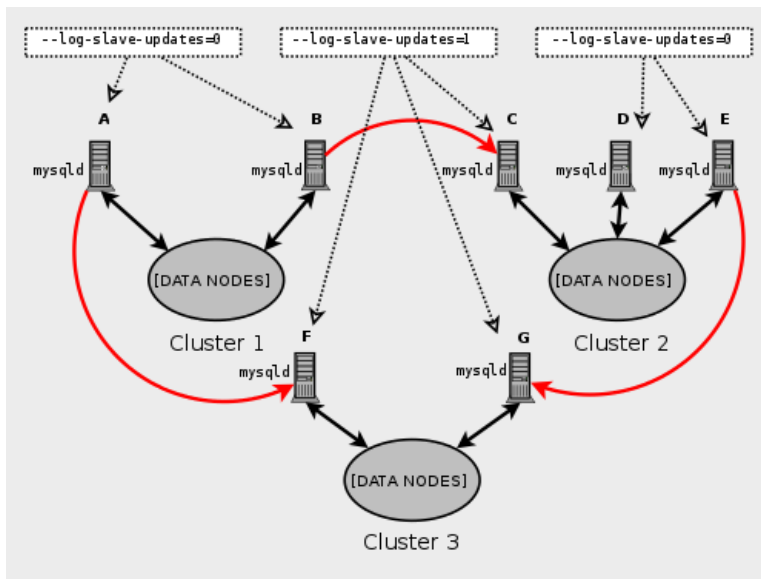 --log-slave-updates=0
--log-slave-updates=1
--log-slave-updates=0
A
B
C
D
E
mysqld
mysqld
mysqld
mysqld
mysqld
[DATA NODES]
[DATA NODES]
Cluster 1
Cluster 2
F
G
mysqld
mysqld
[DATA NODES]
Cluster 3